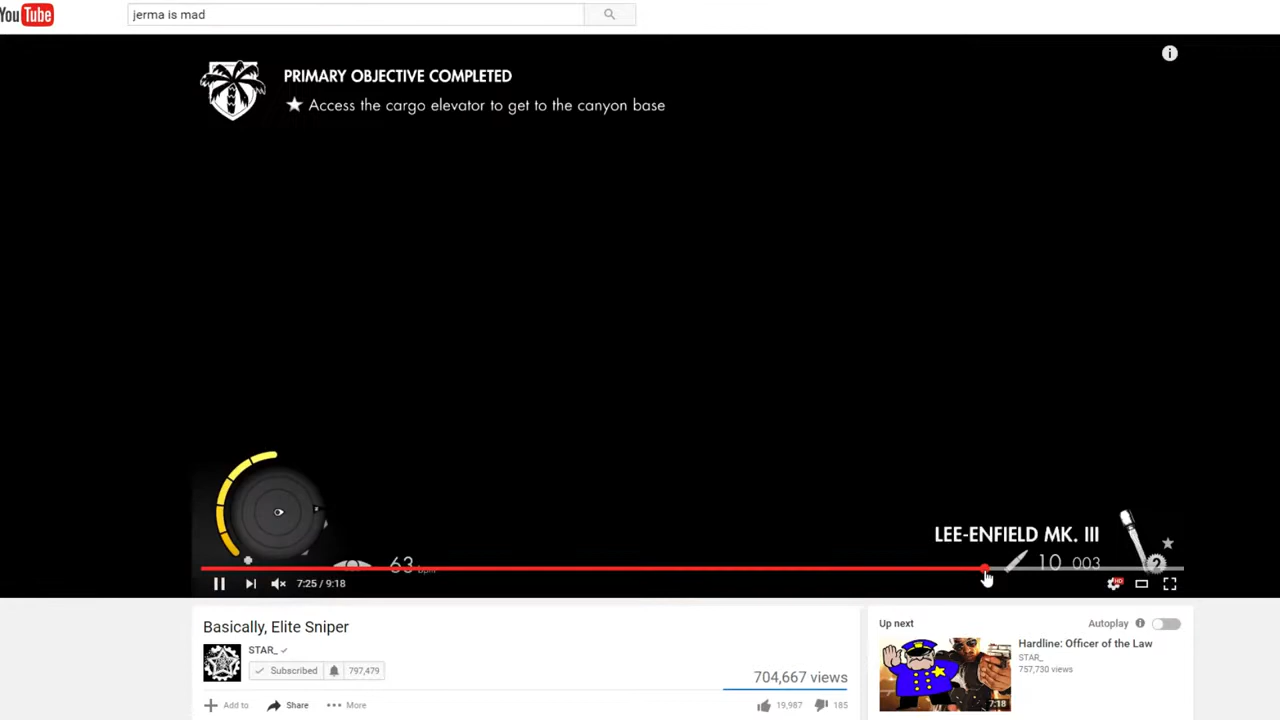 YouTube
jerma is mad
PRIMARY OBJECTIVE COMPLETED
Access the cargo elevator to get to the canyon base
LEE-ENFIELD MK. III
63 bpm
10 003
2
7:25 / 9:18
HD
Basically, Elite Sniper
STAR_
Subscribed 797,479
704,667 views
Add to Share More
19,987 185
Up next
Autoplay
Hardline: Officer of the Law
STAR_
757,730 views
7:18